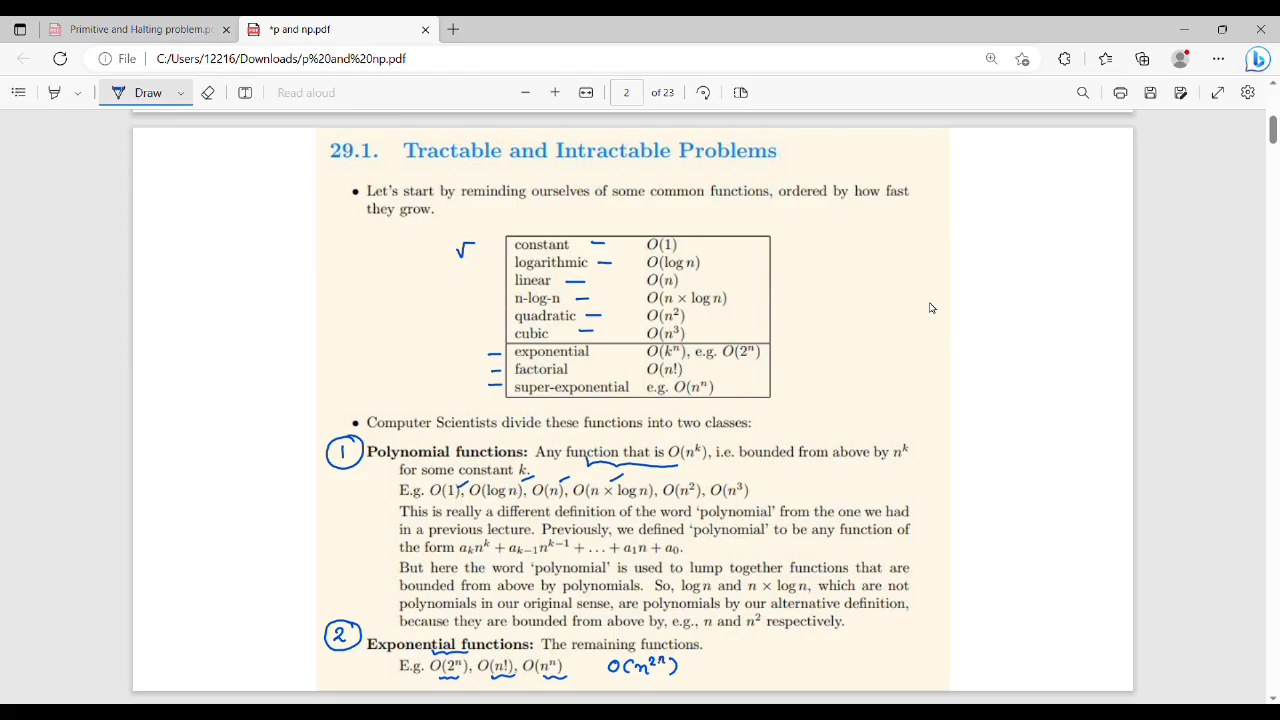 Primitive and Halting problem.pd
*p and np.pdf
File C:/Users/12216/Downloads/p%20and%20np.pdf
Draw Read aloud 2 of 23
29.1. Tractable and Intractable Problems
• Let's start by reminding ourselves of some common functions, ordered by how fast
they grow.
√ constant – O(1)
logarithmic – O(log n)
linear – O(n)
n-log-n – O(n × log n)
quadratic – O(n²)
cubic – O(n³)
– exponential O(kⁿ), e.g. O(2ⁿ)
– factorial O(n!)
– super-exponential e.g. O(nⁿ)
• Computer Scientists divide these functions into two classes:
1 Polynomial functions: Any function that is O(nᵏ), i.e. bounded from above by nᵏ
for some constant k.
E.g. O(1), O(log n), O(n), O(n × log n), O(n²), O(n³)
This is really a different definition of the word 'polynomial' from the one we had
in a previous lecture. Previously, we defined 'polynomial' to be any function of
the form aₖnᵏ + aₖ₋₁nᵏ⁻¹ + … + a₁n + a₀.
But here the word 'polynomial' is used to lump together functions that are
bounded from above by polynomials. So, log n and n × log n, which are not
polynomials in our original sense, are polynomials by our alternative definition,
because they are bounded from above by, e.g., n and n² respectively.
2 Exponential functions: The remaining functions.
E.g. O(2ⁿ), O(n!), O(nⁿ) O(n²ⁿ)